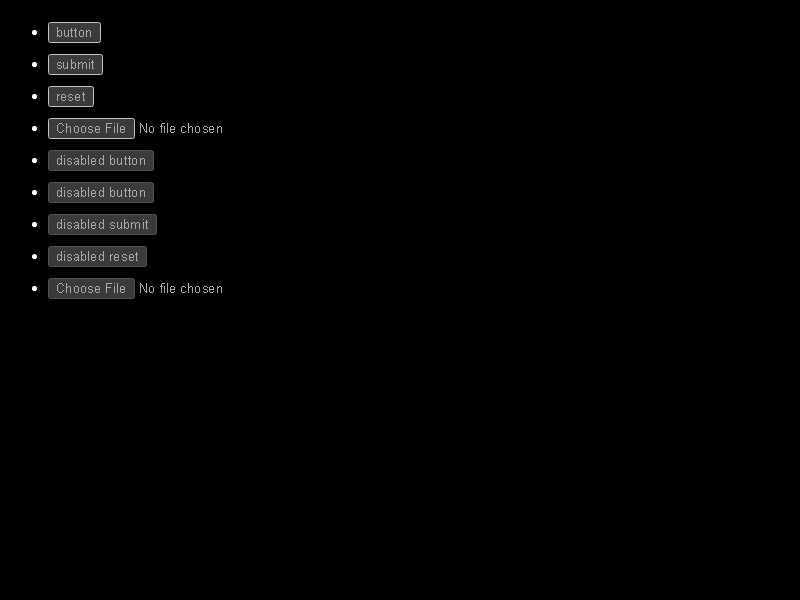 button
submit
reset
Choose File No file chosen
disabled button
disabled button
disabled submit
disabled reset
Choose File No file chosen